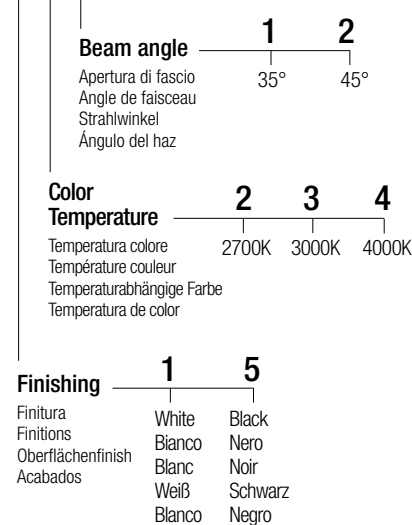 Beam angle 1 2
Apertura di fascio 35° 45°
Angle de faisceau
Strahlwinkel
Ángulo del haz
Color
Temperature 2 3 4
Temperatura colore 2700K 3000K 4000K
Température couleur
Temperaturabhängige Farbe
Temperatura de color
Finishing 1 5
Finitura White Black
Finitions Bianco Nero
Oberflächenfinish Blanc Noir
Acabados Weiß Schwarz
Blanco Negro